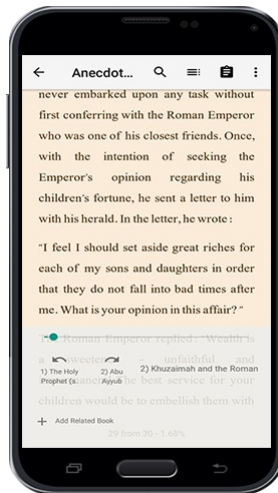 Anecdot...
never embarked upon any task without
first conferring with the Roman Emperor
who was one of his closest friends. Once,
with the intention of seeking the
Emperor's opinion regarding his
children's fortune, he sent a letter to him
with his herald. In the letter, he wrote :
"I feel I should set aside great riches for
each of my sons and daughters in order
that they do not fall into bad times after
me. What is your opinion in this affair? "
The Roman Emperor replied: "Wealth is
a sweetheart - unfaithful and
the best service for your
children would be to embellish them with
1) The Holy
Prophet (s.
2) Abu
Ayyub
2) Khuzaimah and the Roman
+ Add Related Book
29 from 30 - 1.68%